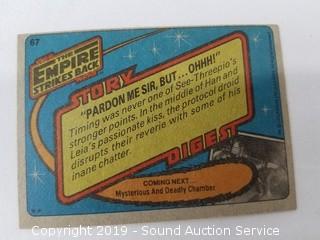 67
THE
EMPIRE
STRIKES BACK
STORY
"PARDON ME SIR, BUT...OHHH!"
Timing was never one of See-Threepio's
stronger points. In the middle of Han and
Leia's passionate kiss, the protocol droid
disrupts their reverie with some of his
inane chatter.
DIGEST
COMING NEXT...
Mysterious And Deadly Chamber
Copyright 2019 - Sound Auction Service